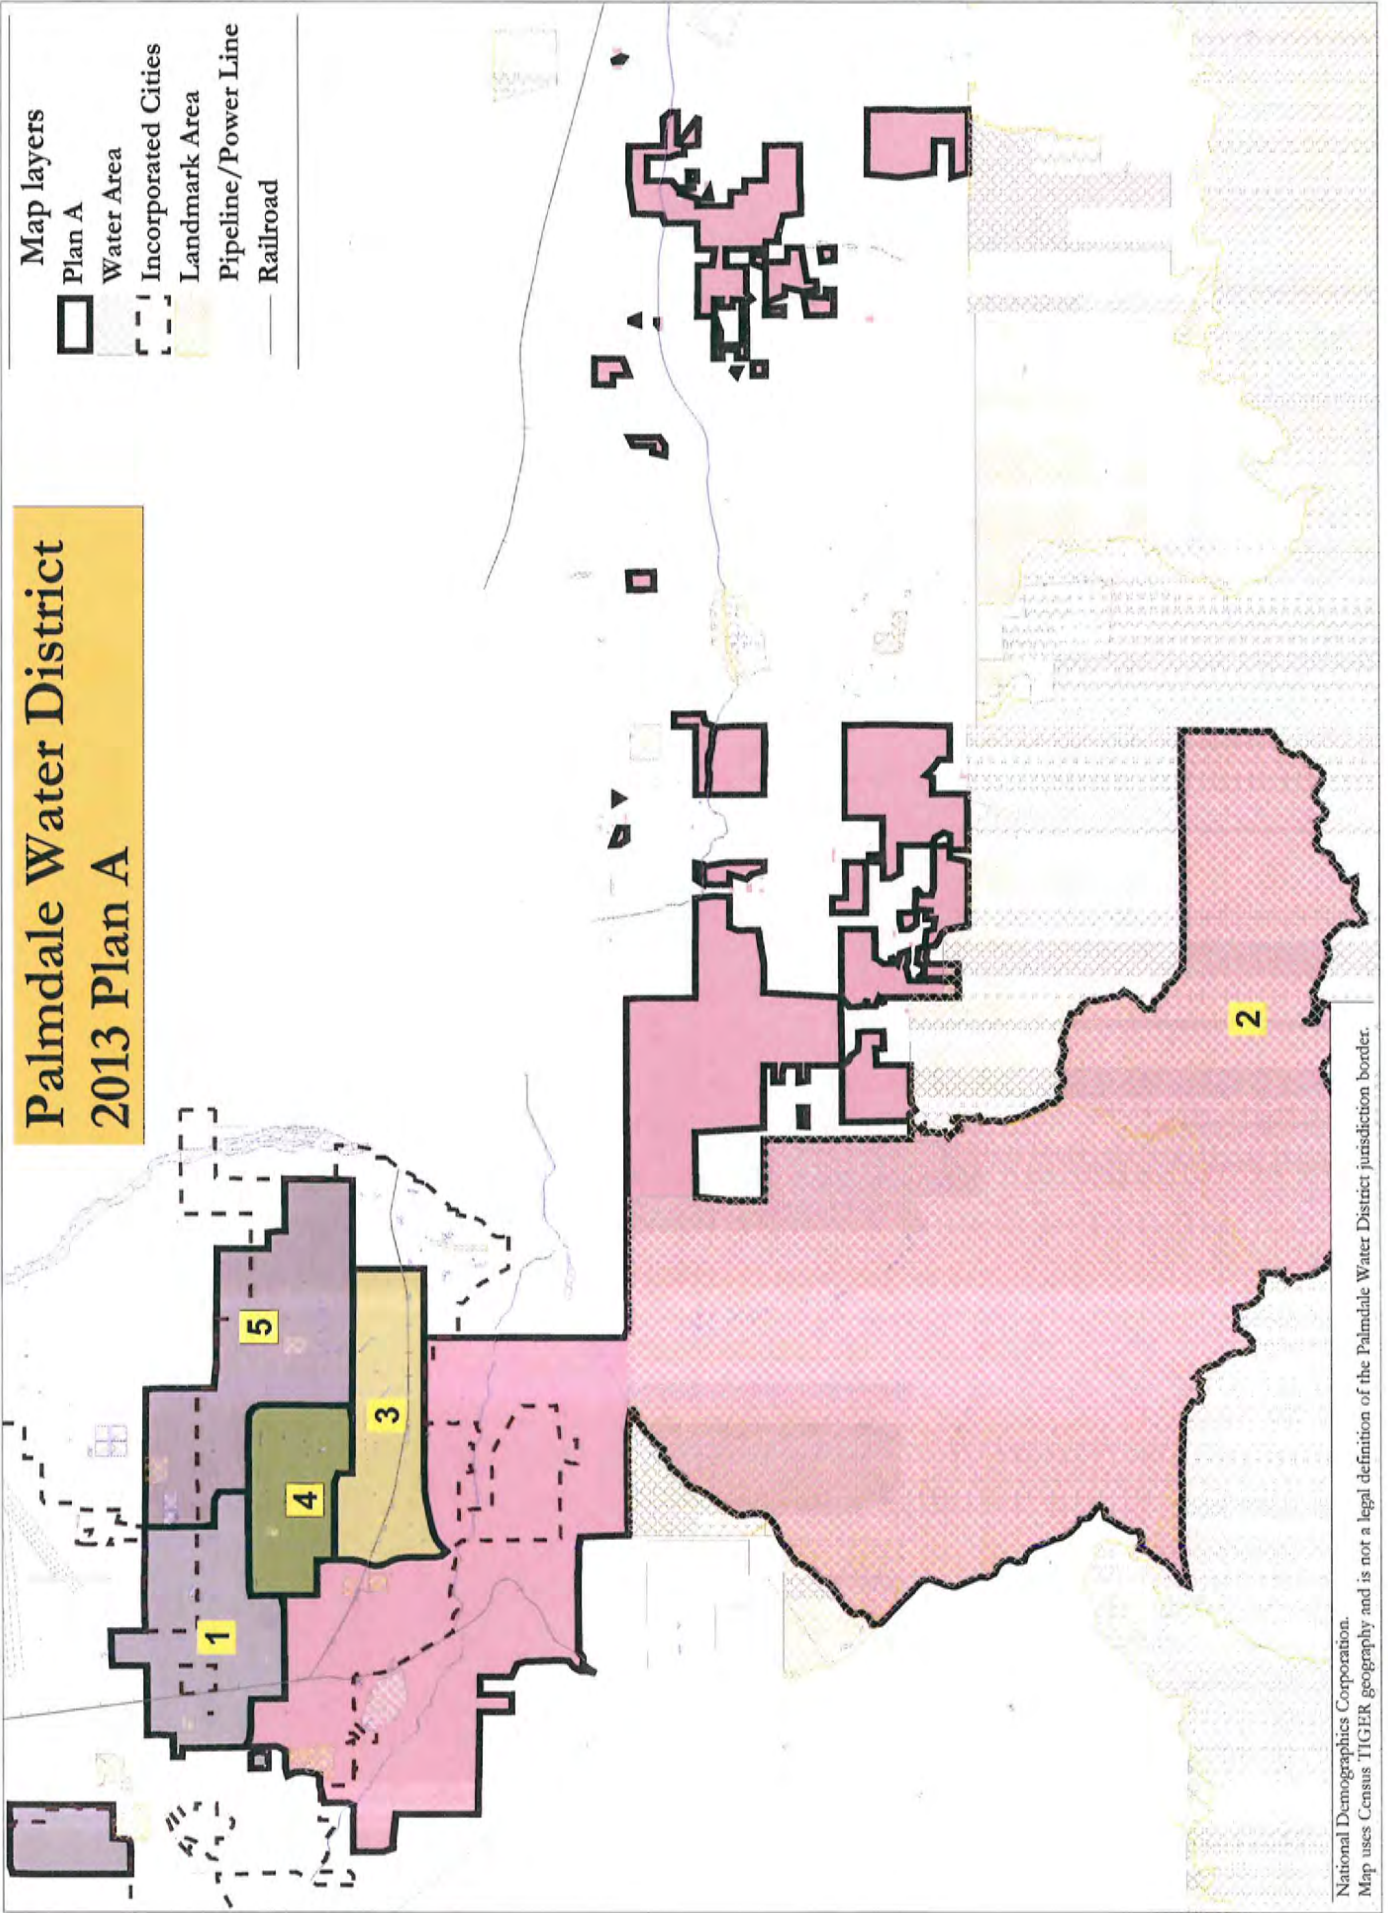 Palmdale Water District
2013 Plan A
Map layers
Plan A
Water Area
Incorporated Cities
Landmark Area
Pipeline/Power Line
Railroad
1
5
4
3
2
National Demographics Corporation.
Map uses Census TIGER geography and is not a legal definition of the Palmdale Water District jurisdiction border.